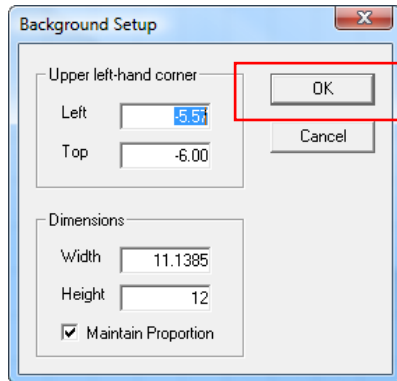 Background Setup
Upper left-hand corner
Left -5.57
Top -6.00
OK
Cancel
Dimensions
Width 11.1385
Height 12
Maintain Proportion